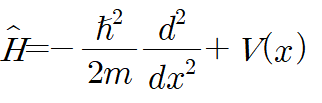 Ĥ=-ℏ²/2m d²/dx² + V(x)